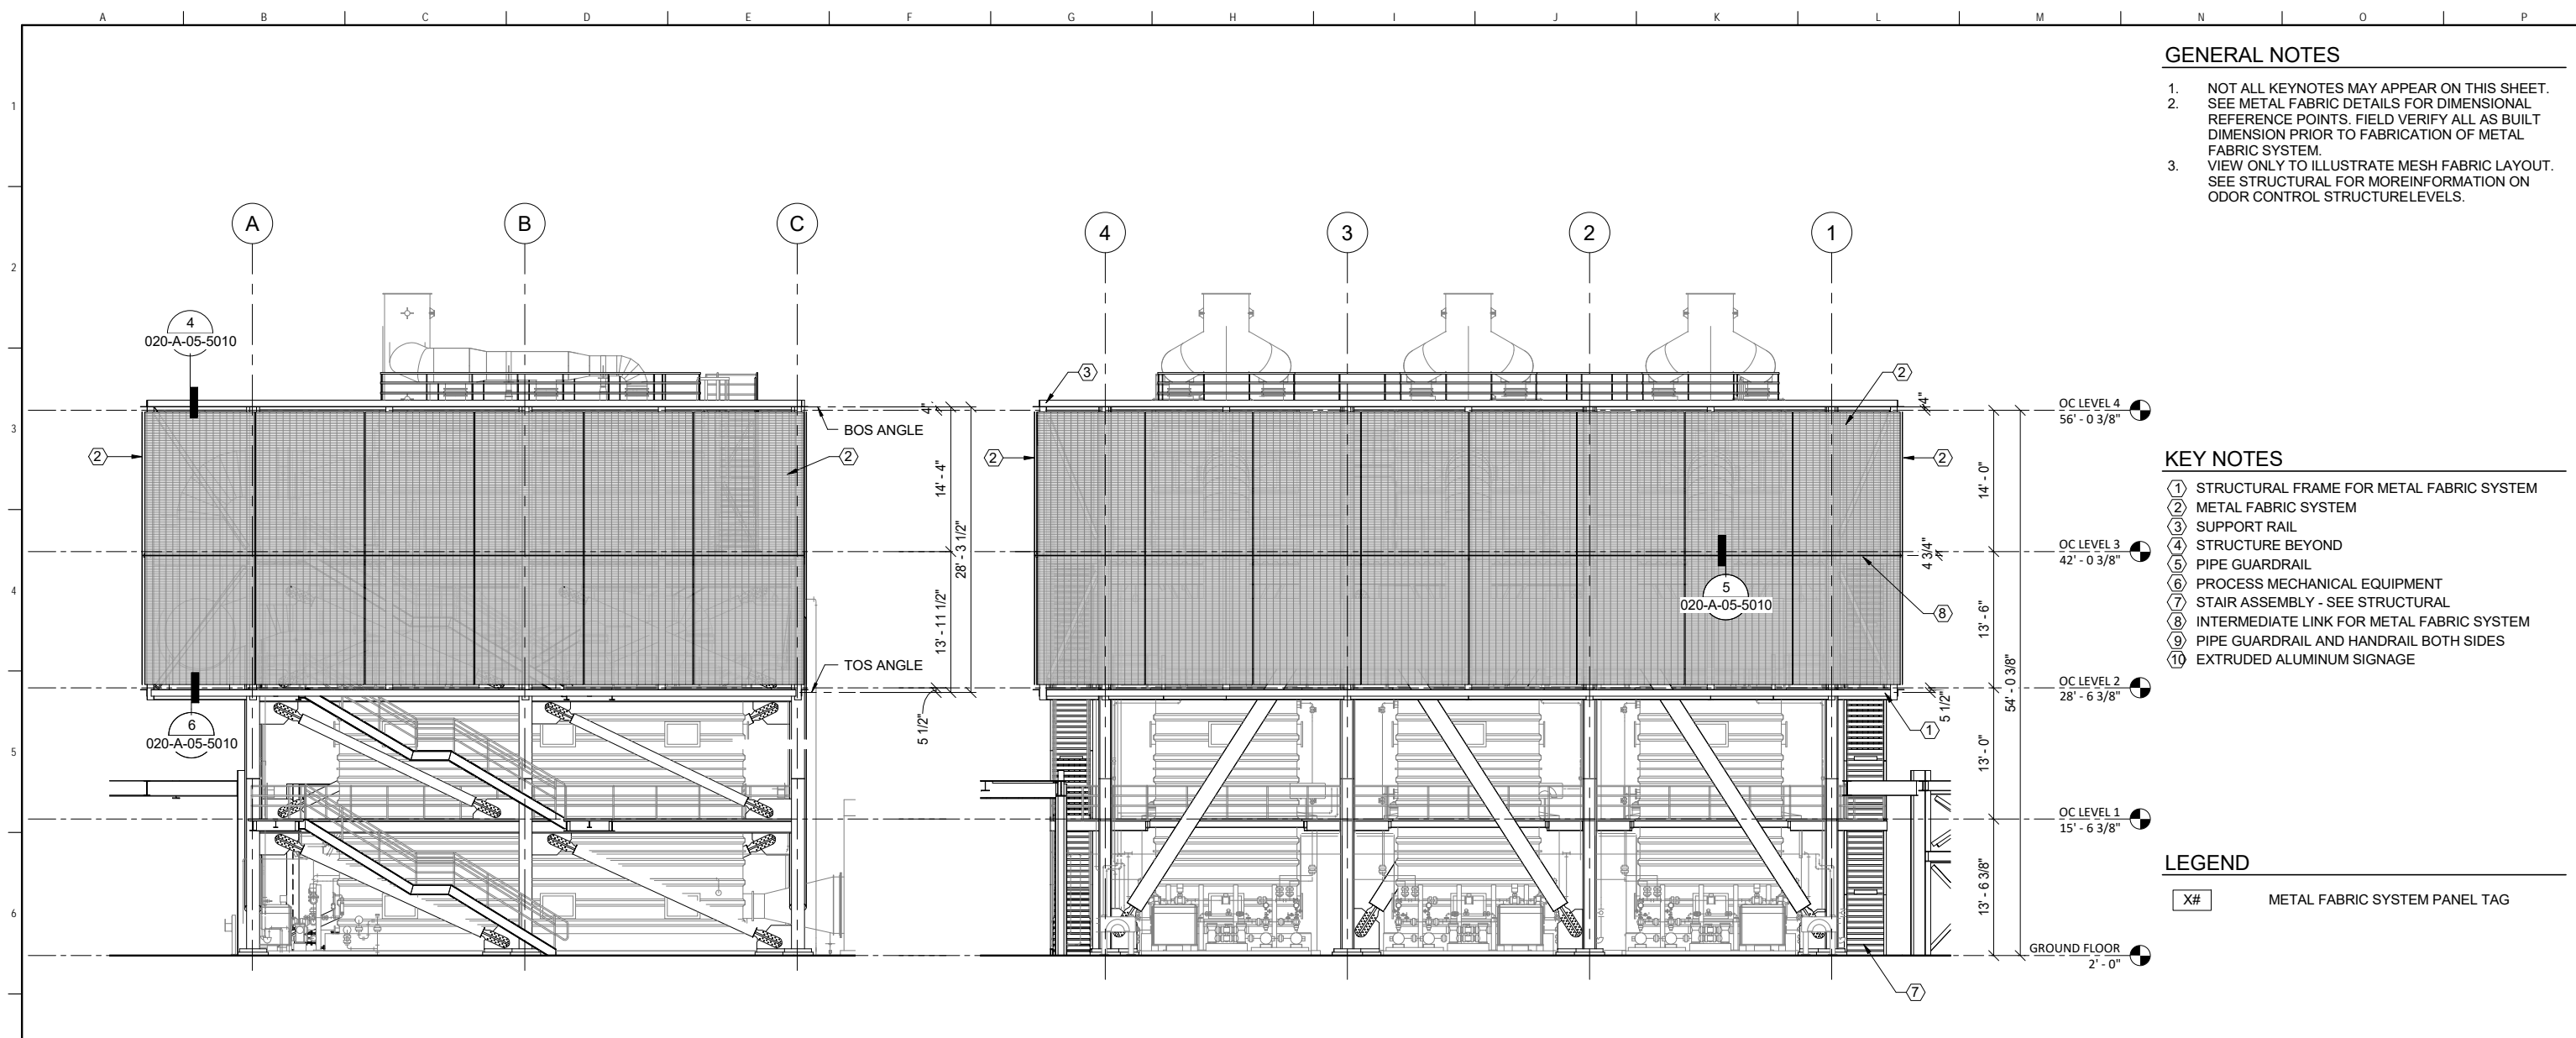 A B C D E F G H I J K L M N O P
1
2
3
4
5
6
GENERAL NOTES
1. NOT ALL KEYNOTES MAY APPEAR ON THIS SHEET.
2. SEE METAL FABRIC DETAILS FOR DIMENSIONAL
REFERENCE POINTS. FIELD VERIFY ALL AS BUILT
DIMENSION PRIOR TO FABRICATION OF METAL
FABRIC SYSTEM.
3. VIEW ONLY TO ILLUSTRATE MESH FABRIC LAYOUT.
SEE STRUCTURAL FOR MOREINFORMATION ON
ODOR CONTROL STRUCTURELEVELS.
A B C
4
020-A-05-5010
2
2
BOS ANGLE
TOS ANGLE
6
020-A-05-5010
4"
14' - 4"
28' - 3 1/2"
13' - 11 1/2"
5 1/2"
4 3 2 1
3
2
2
2
5
020-A-05-5010
8
1
7
4"
4 3/4"
5 1/2"
14' - 0"
13' - 6"
54' - 0 3/8"
13' - 0"
13' - 6 3/8"
OC LEVEL 4
56' - 0 3/8"
OC LEVEL 3
42' - 0 3/8"
OC LEVEL 2
28' - 6 3/8"
OC LEVEL 1
15' - 6 3/8"
GROUND FLOOR
2' - 0"
KEY NOTES
1 STRUCTURAL FRAME FOR METAL FABRIC SYSTEM
2 METAL FABRIC SYSTEM
3 SUPPORT RAIL
4 STRUCTURE BEYOND
5 PIPE GUARDRAIL
6 PROCESS MECHANICAL EQUIPMENT
7 STAIR ASSEMBLY - SEE STRUCTURAL
8 INTERMEDIATE LINK FOR METAL FABRIC SYSTEM
9 PIPE GUARDRAIL AND HANDRAIL BOTH SIDES
10 EXTRUDED ALUMINUM SIGNAGE
LEGEND
X# METAL FABRIC SYSTEM PANEL TAG